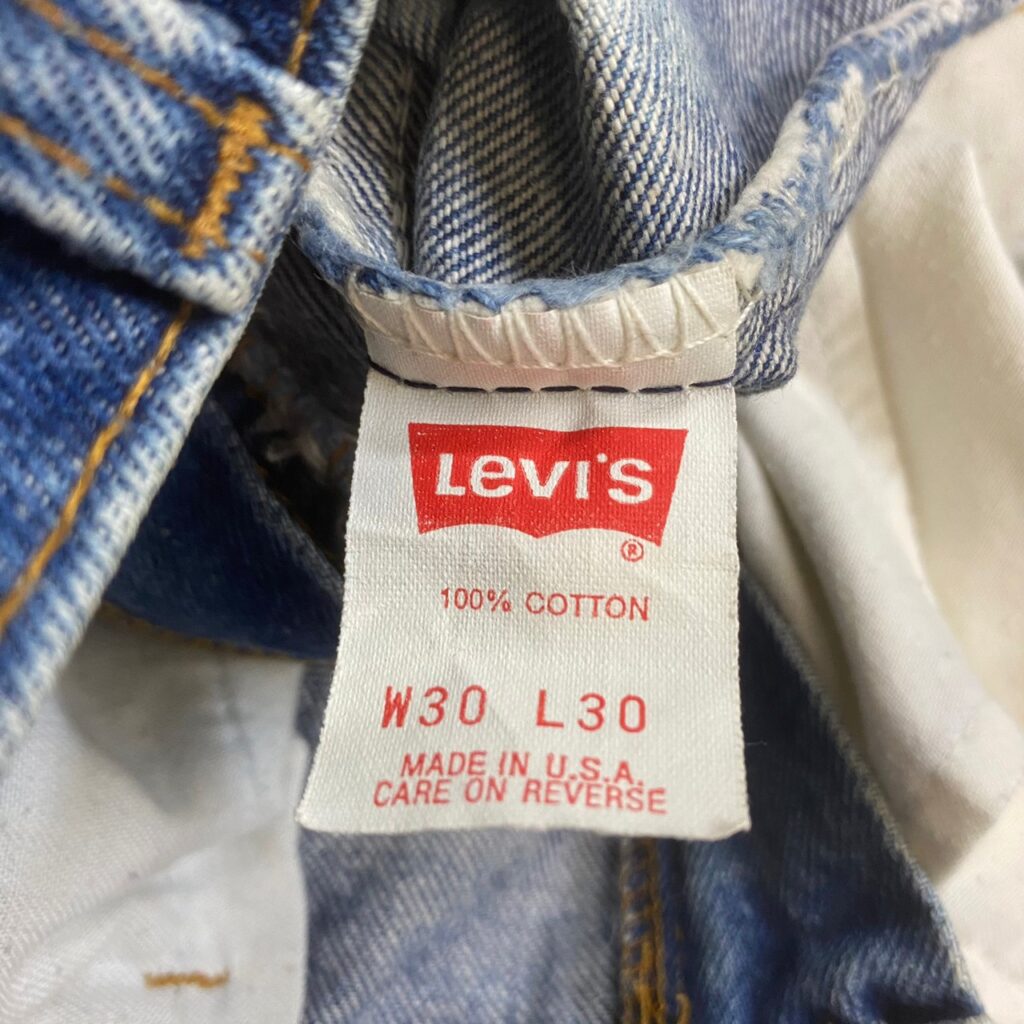 LEVI'S
®
100% COTTON
W30 L30
MADE IN U.S.A.
CARE ON REVERSE